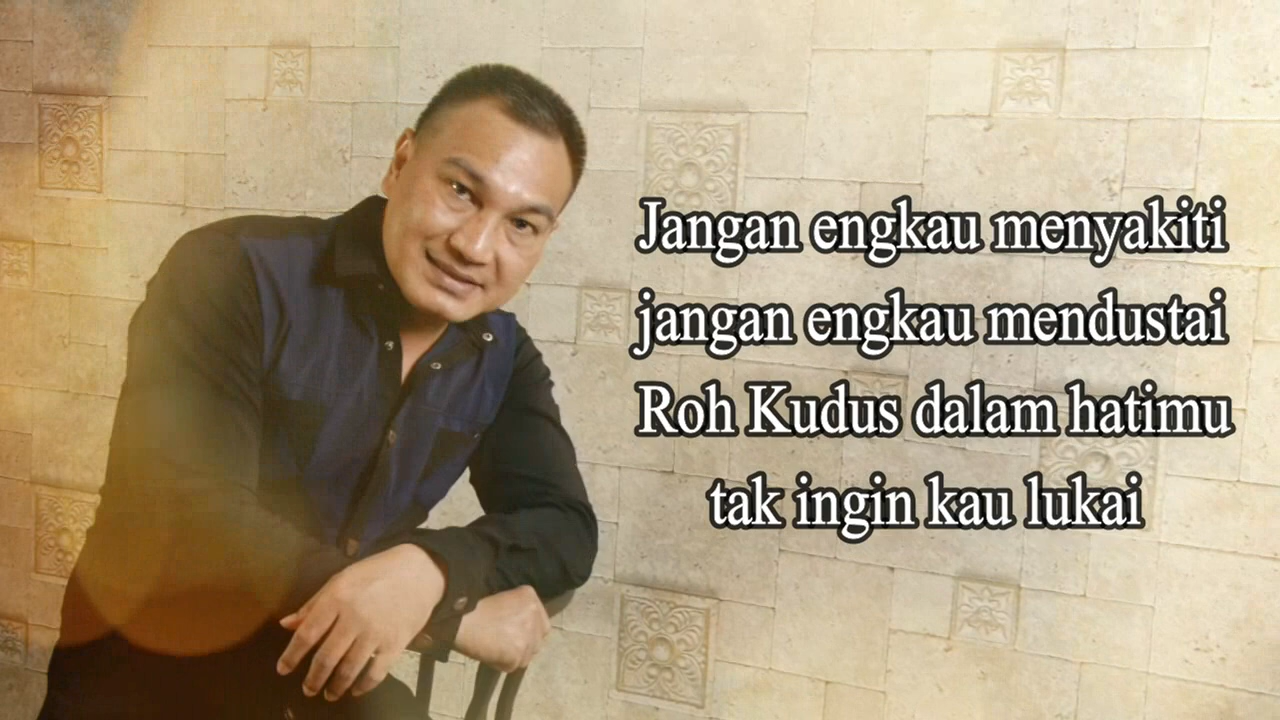 Jangan engkau menyakiti
jangan engkau mendustai
Roh Kudus dalam hatimu
tak ingin kau lukai